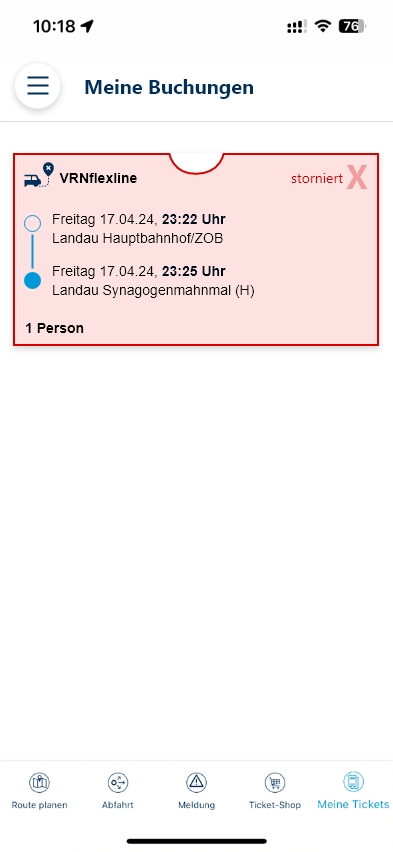 10:18
76
Meine Buchungen
VRNflexline
storniert X
Freitag 17.04.24, 23:22 Uhr
Landau Hauptbahnhof/ZOB
Freitag 17.04.24, 23:25 Uhr
Landau Synagogenmahnmal (H)
1 Person
Route planen
Abfahrt
Meldung
Ticket-Shop
Meine Tickets